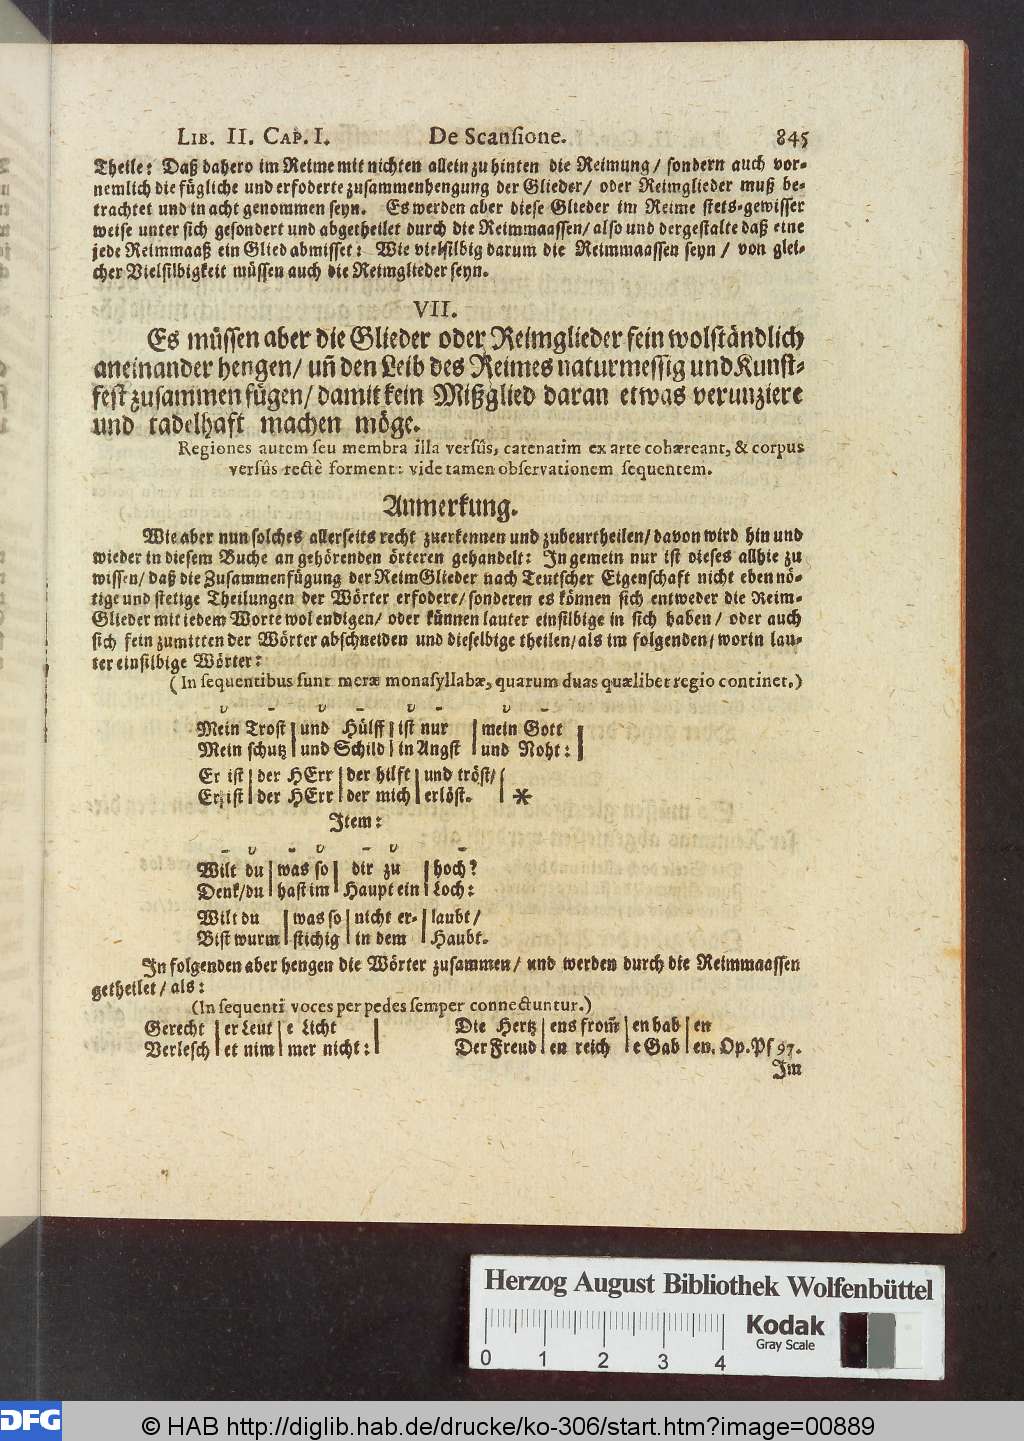 LIB. II. CAP. I. De Scansione. 845
Theile: Daß dahero im Reime mit nichten allein zu hinten die Reimung/ sondern auch vor-
nemlich die fügliche und erfoderte zusammenhengung der Glieder/ oder Reimglieder muß be-
trachtet und in acht genommen seyn. Es werden aber diese Glieder im Reime stets-gewisser
weise unter sich gesondert und abgetheilet durch die Reimmaassen/ also und dergestalt daß eine
jede Reimmaaß ein Glied abmisset: Wie vielsilbig darum die Reimmaassen seyn/ von glei-
cher Vielsilbigkeit müssen auch die Reimglieder seyn.
VII.
Es müssen aber die Glieder oder Reimglieder fein wolständlich
aneinander hengen/ uñ den Leib des Reimes naturmessig und Kunst-
fest zusammen fügen/ damit kein Mißglied daran etwas verunziere
und tadelhaft machen möge.
Regiones autem seu membra illa versûs, catenatim ex arte cohæreant, & corpus
versûs rectè forment: vide tamen observationem sequentem.
Anmerkung.
Wie aber nun solches allerseits recht zuerkennen und zubeurtheilen/ davon wird hin und
wieder in diesem Buche an gehörenden örteren gehandelt: In gemein nur ist dieses allhie zu
wissen/ daß die Zusammenfügung der ReimGlieder nach Teutscher Eigenschaft nicht eben nö-
tige und stetige Theilungen der Wörter erfodere/ sonderen es können sich entweder die Reim-
Glieder mit iedem Worte wol endigen/ oder künnen lauter einsilbige in sich haben/ oder auch
sich fein zumitten der Wörter abschneiden und dieselbige theilen/ als im folgenden/ worin lau-
ter einsilbige Wörter:
(In sequentibus sunt meræ monasyllabæ, quarum duas quælibet regio continet.)
υ – υ – υ – υ –
Mein Trost | und Hülff | ist nur | mein Gott |
Mein schutz | und Schild | in Angst | und Noht: |
Er ist | der HErr | der hilft | und tröst/ |
Er ist | der HErr | der mich | erlöst. | *
Item:
– υ – υ – υ –
Wilt du | was so | dir zu | hoch?
Denk/ du | hast im | Haupt ein | Loch:
Wilt du | was so | nicht er- | laubt/
Bist wurm | stichig | in dem | Haubt.
In folgenden aber hengen die Wörter zusammen/ und werden durch die Reimmaassen
getheilet/ als:
(In sequenti voces per pedes semper connectuntur.)
Gerecht | er Leut | e Licht | Die Hertz | ens from̃ | en hab | en
Verlesch | et nim | mer nicht: | Der Freud | en reich | e Gab | en. Op. Ps 97.
Im
Herzog August Bibliothek Wolfenbüttel
Kodak
Gray Scale
0 1 2 3 4
DFG © HAB http://diglib.hab.de/drucke/ko-306/start.htm?image=00889